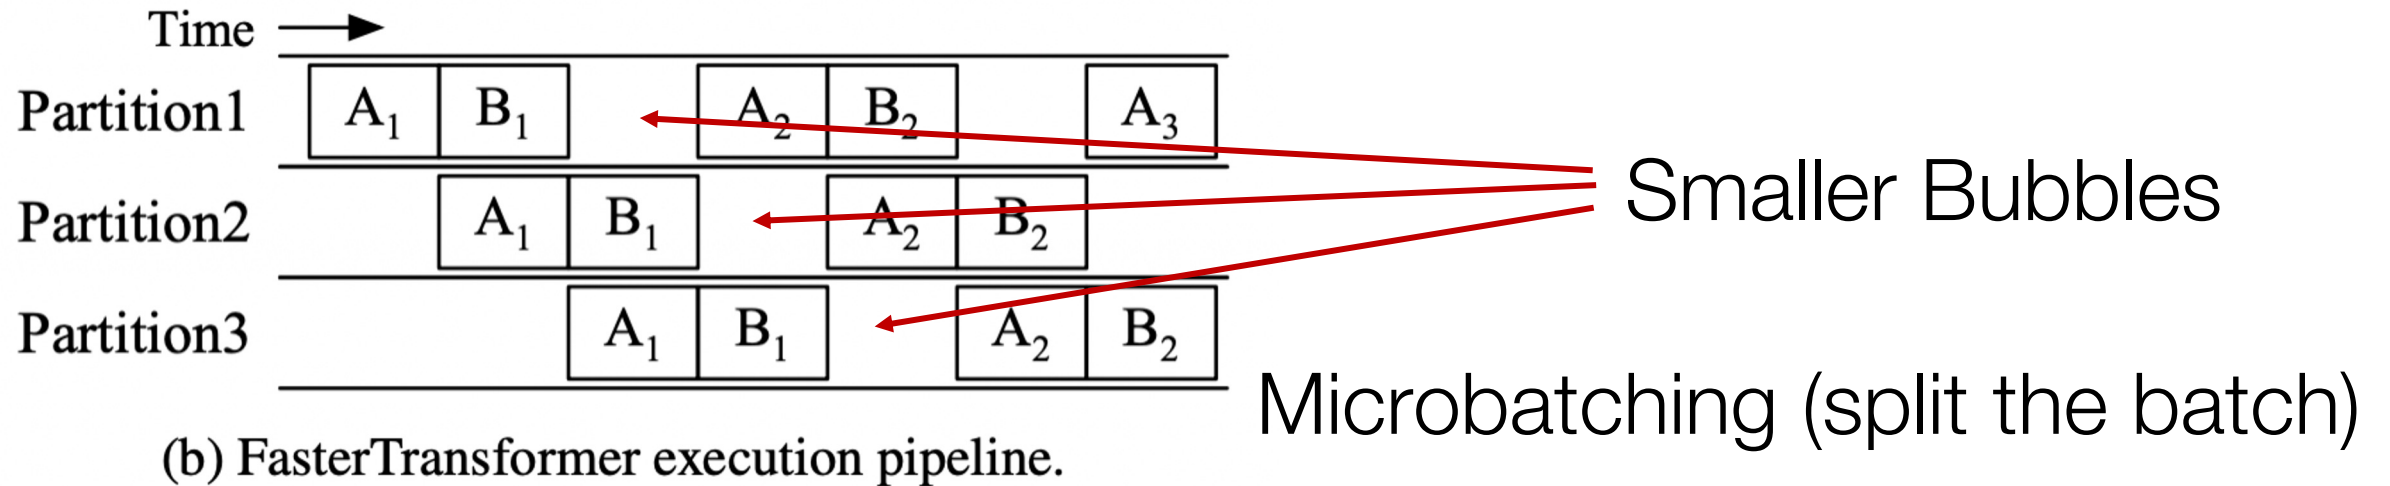 Time
Partition1 A₁ B₁ A₂ B₂ A₃
Partition2 A₁ B₁ A₂ B₂
Smaller Bubbles
Partition3 A₁ B₁ A₂ B₂
Microbatching (split the batch)
(b) FasterTransformer execution pipeline.